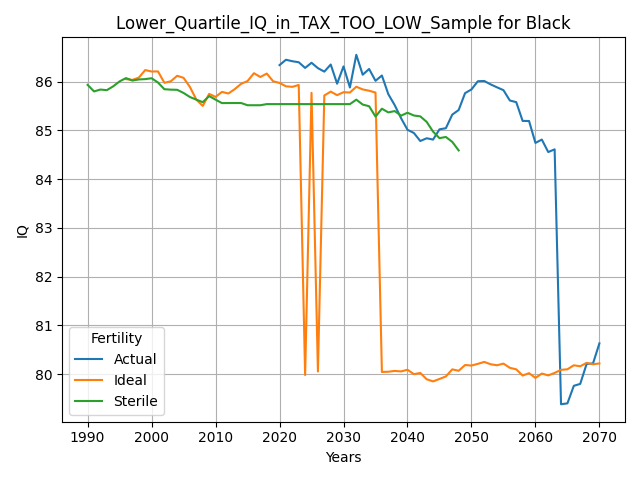 Lower_Quartile_IQ_in_TAX_TOO_LOW_Sample for Black
IQ
86
85
84
83
82
81
80
Fertility
Actual
Ideal
Sterile
1990 2000 2010 2020 2030 2040 2050 2060 2070
Years